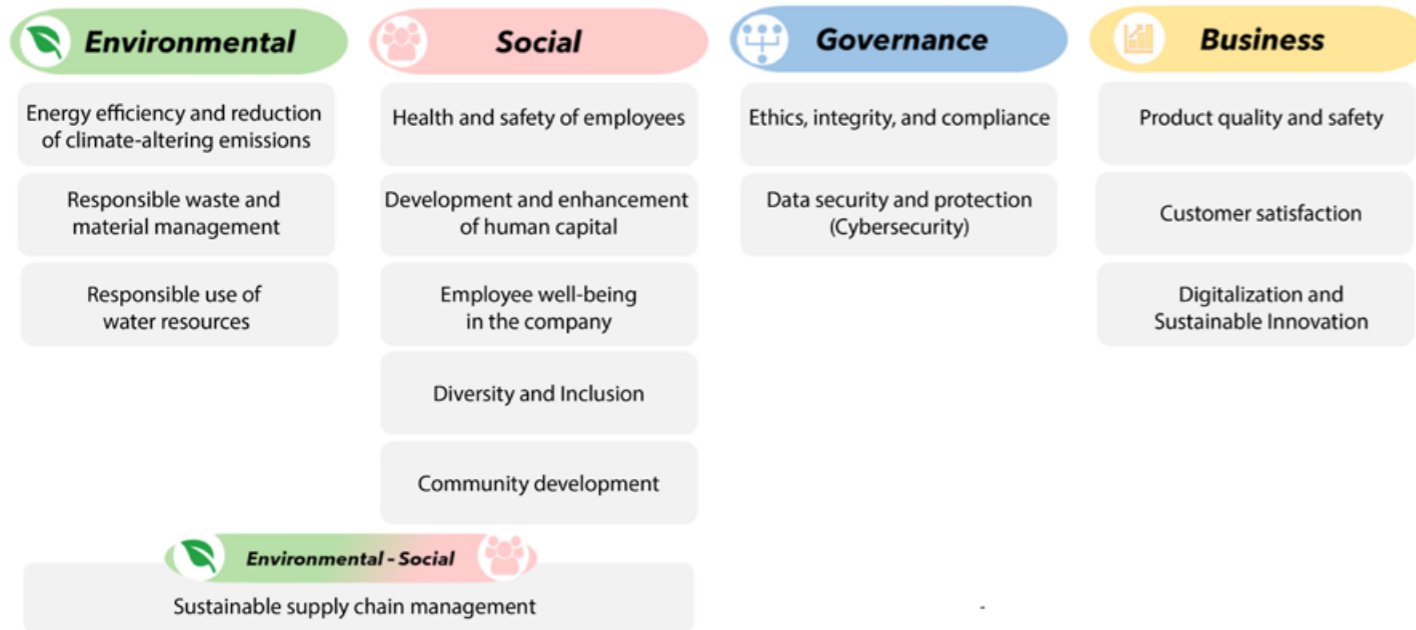 Environmental
Energy efficiency and reduction
of climate-altering emissions
Responsible waste and
material management
Responsible use of
water resources
Social
Health and safety of employees
Development and enhancement
of human capital
Employee well-being
in the company
Diversity and Inclusion
Community development
Environmental - Social
Sustainable supply chain management
Governance
Ethics, integrity, and compliance
Data security and protection
(Cybersecurity)
-
Business
Product quality and safety
Customer satisfaction
Digitalization and
Sustainable Innovation